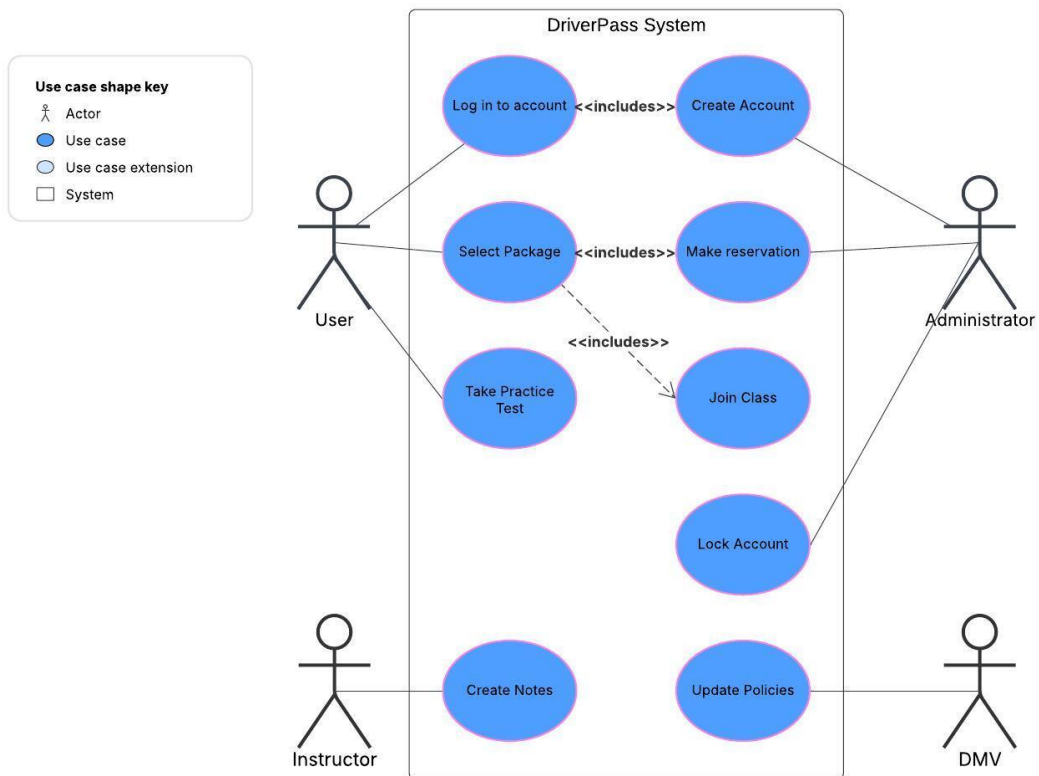 DriverPass System
Use case shape key
Actor
Use case
Use case extension
System
Log in to account
<<includes>>
Create Account
Select Package
<<includes>>
Make reservation
User
Administrator
<<includes>>
Take Practice
Test
Join Class
Lock Account
Create Notes
Update Policies
Instructor
DMV